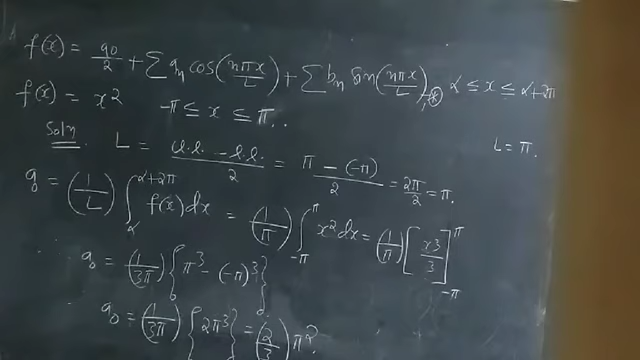 f(x) = a0/2 + ∑ an cos(nπx/L) + ∑ bn sin(nπx/L), ⊛ α ≤ x ≤ α+2π
f(x) = x² -π ≤ x ≤ π..
Soln. L = (u.l. - l.l.)/2 = (π - (-π))/2 = 2π/2 = π. L = π.
a = (1/L) ∫_α^{α+2π} f(x) dx = (1/π) ∫_{-π}^{π} x² dx = (1/π) [x³/3]_{-π}^{π}
∴ a0 = (1/3π) { π³ - (-π)³ }
a0 = (1/3π) { 2π³ } = (2/3) π².